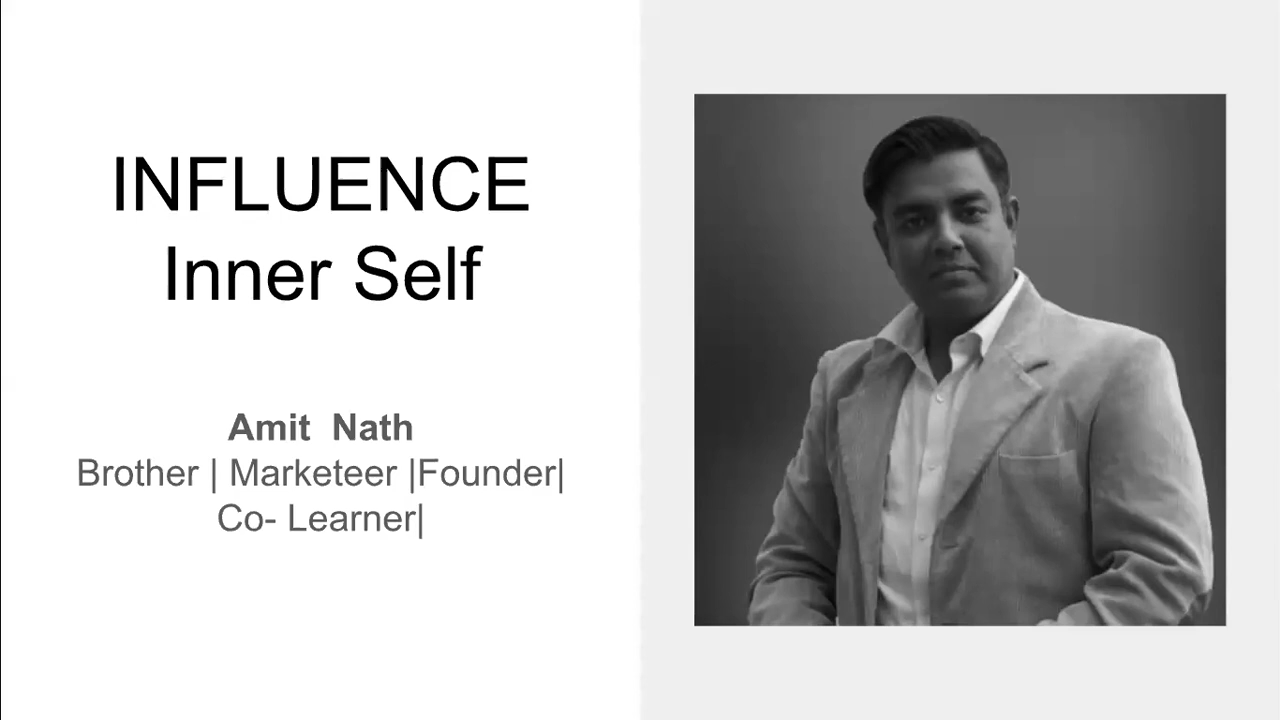 INFLUENCE
Inner Self
Amit  Nath
Brother | Marketeer |Founder|
Co- Learner|